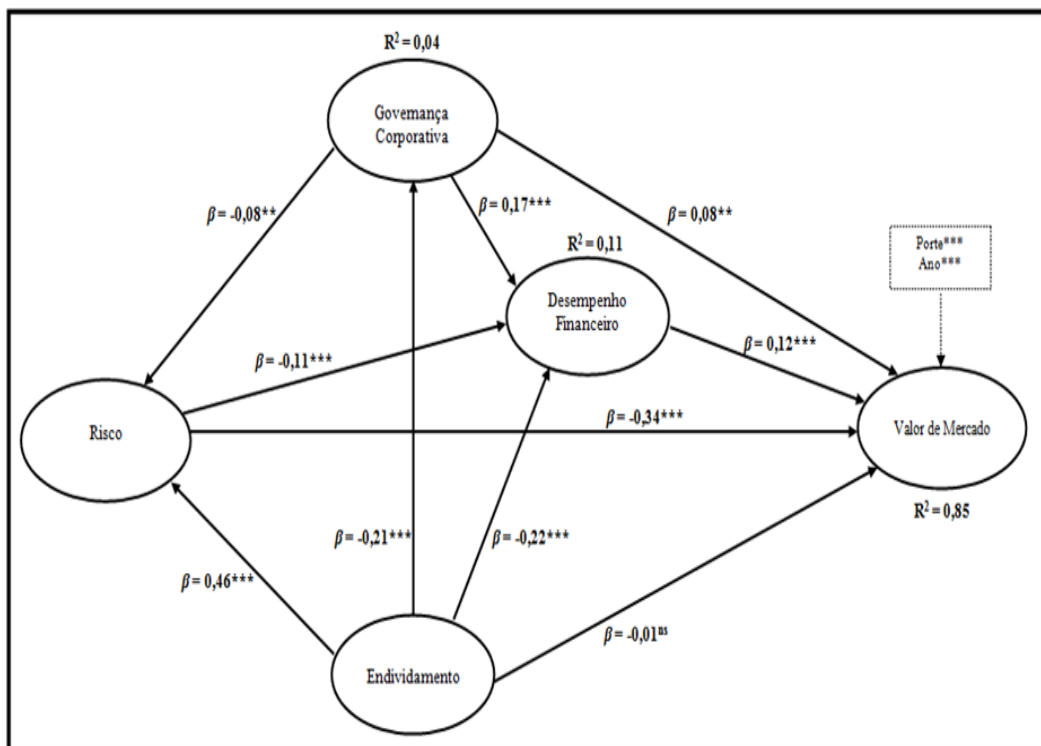 R² = 0,04
Governança
Corporativa
β = -0,08**
β = 0,17***
β = 0,08**
Porte***
Ano***
R² = 0,11
Desempenho
Financeiro
β = -0,11***
β = 0,12***
Risco
β = -0,34***
Valor de Mercado
R² = 0,85
β = -0,21***
β = -0,22***
β = 0,46***
β = -0,01ⁿˢ
Endividamento